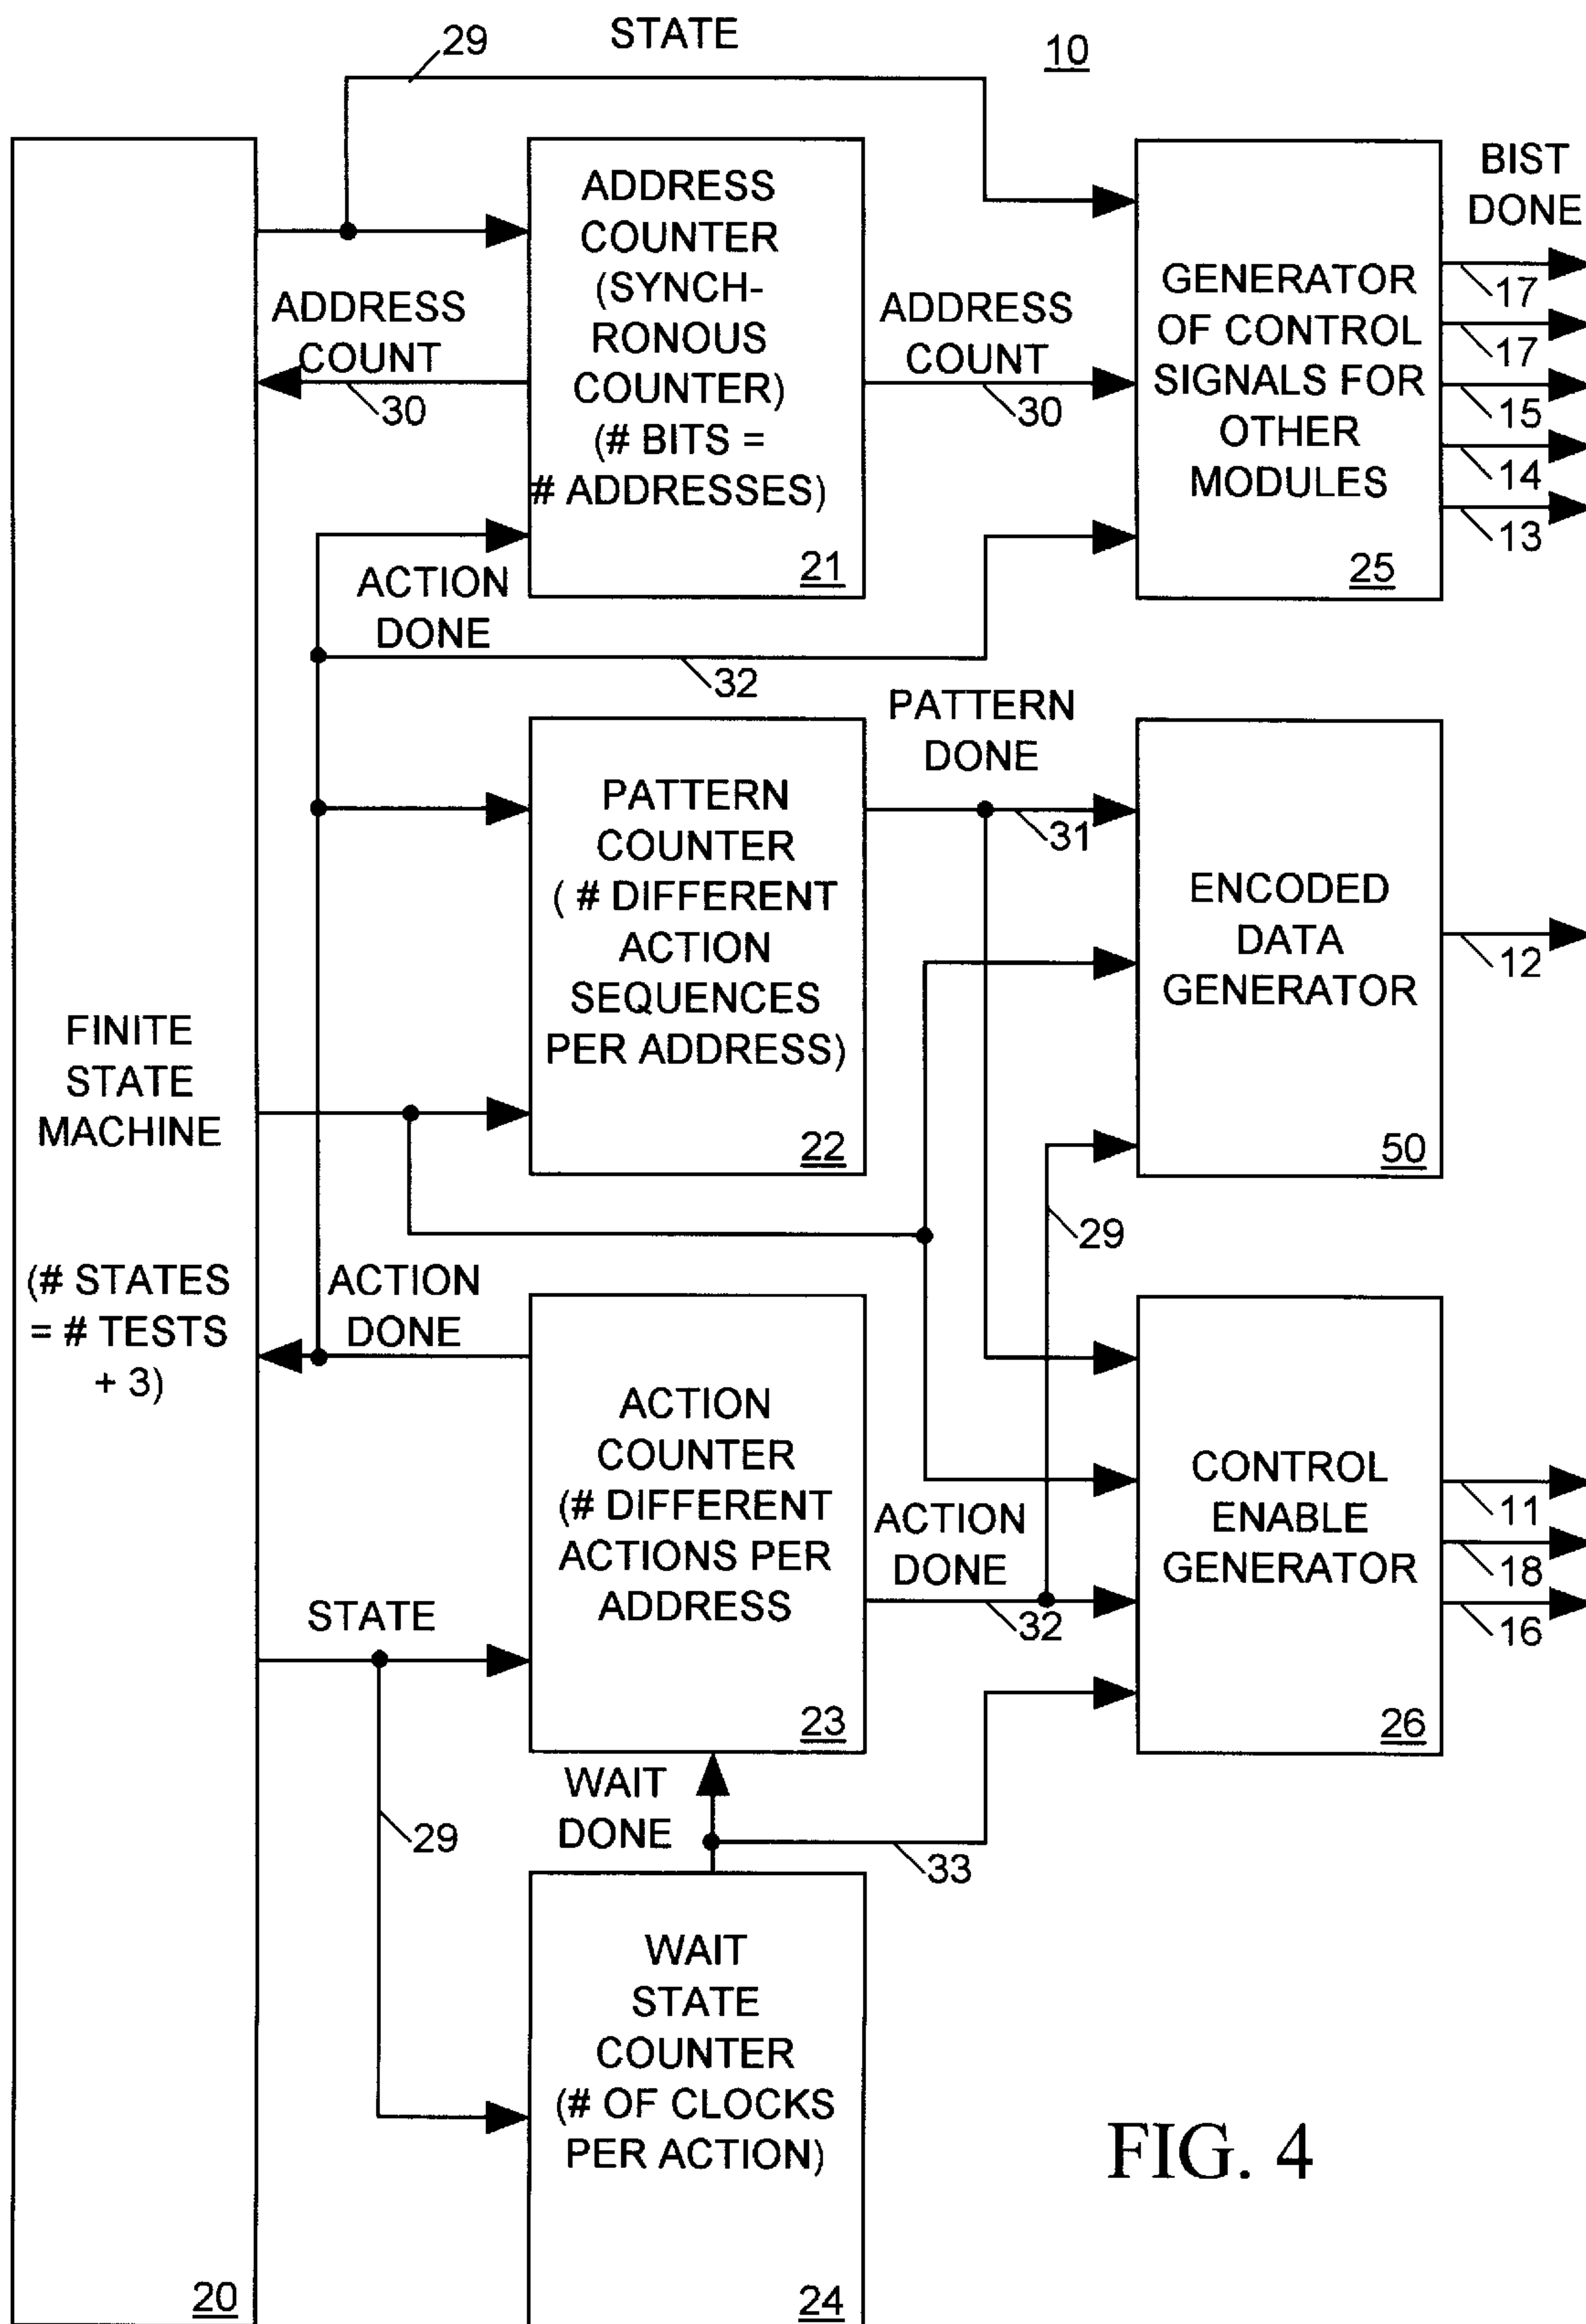 29
STATE
10
ADDRESS
COUNTER
(SYNCH-
RONOUS
COUNTER)
(# BITS =
# ADDRESSES)
21
ADDRESS
COUNT
30
ADDRESS
COUNT
30
GENERATOR
OF CONTROL
SIGNALS FOR
OTHER
MODULES
25
BIST
DONE
17
17
15
14
13
ACTION
DONE
32
PATTERN
COUNTER
( # DIFFERENT
ACTION
SEQUENCES
PER ADDRESS)
22
PATTERN
DONE
31
ENCODED
DATA
GENERATOR
50
12
FINITE
STATE
MACHINE
(# STATES
= # TESTS
+ 3)
20
ACTION
DONE
29
ACTION
COUNTER
(# DIFFERENT
ACTIONS PER
ADDRESS
23
ACTION
DONE
32
CONTROL
ENABLE
GENERATOR
26
11
18
16
STATE
29
WAIT
DONE
33
WAIT
STATE
COUNTER
(# OF CLOCKS
PER ACTION)
24
FIG. 4